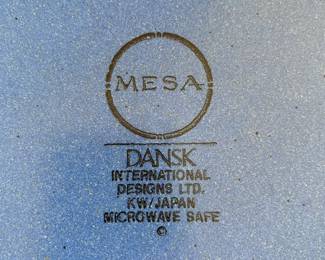 MESA
DANSK
INTERNATIONAL
DESIGNS LTD.
KW/JAPAN
MICROWAVE SAFE
©